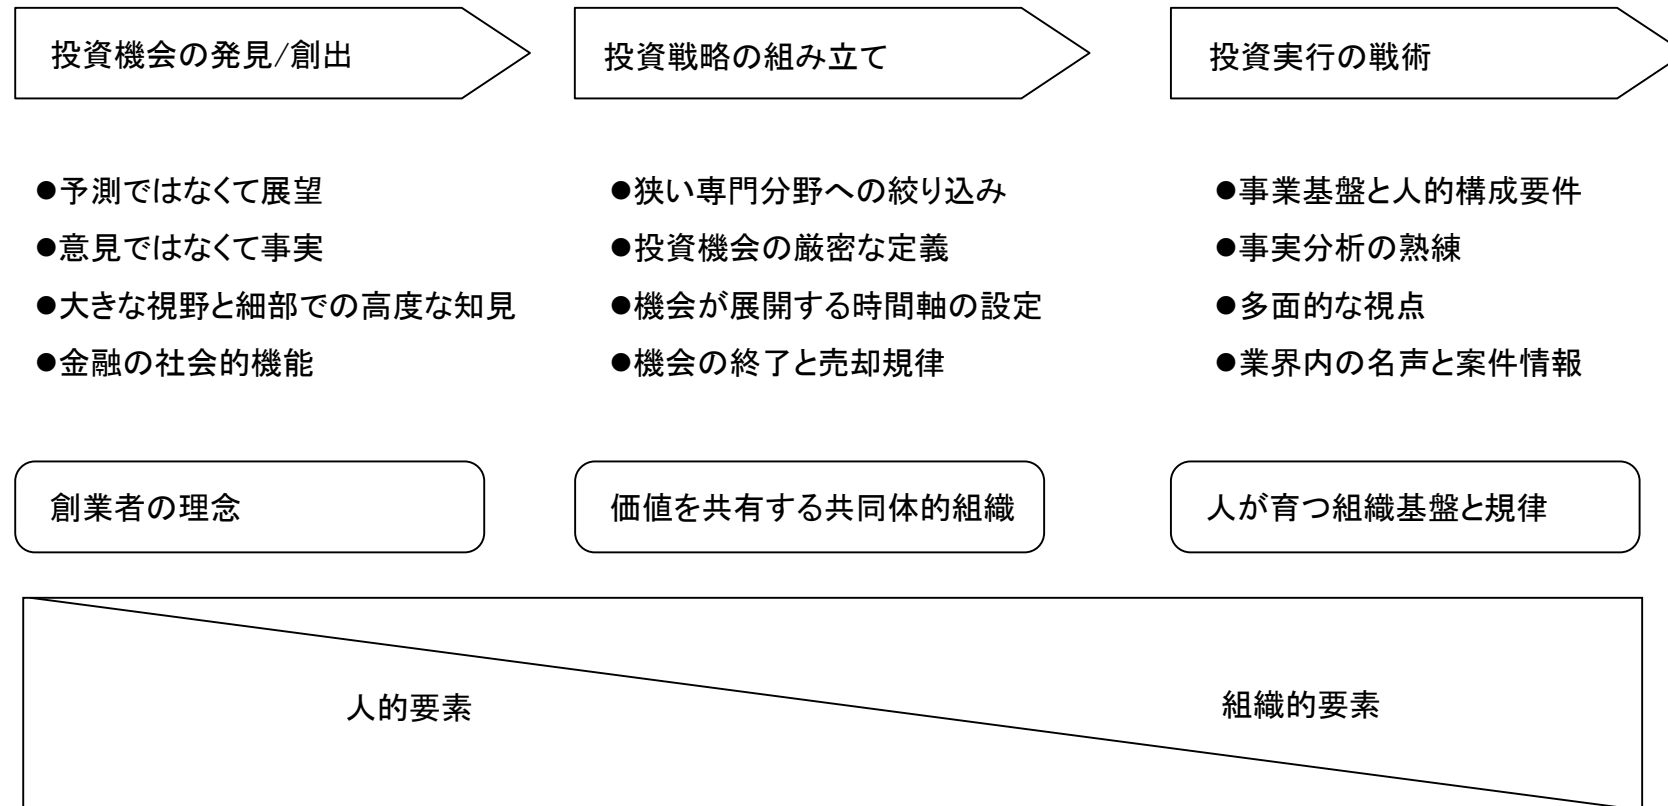 投資機会の発見/創出
投資戦略の組み立て
投資実行の戦術
●予測ではなくて展望
●意見ではなくて事実
●大きな視野と細部での高度な知見
●金融の社会的機能
●狭い専門分野への絞り込み
●投資機会の厳密な定義
●機会が展開する時間軸の設定
●機会の終了と売却規律
●事業基盤と人的構成要件
●事実分析の熟練
●多面的な視点
●業界内の名声と案件情報
創業者の理念
価値を共有する共同体的組織
人が育つ組織基盤と規律
人的要素
組織的要素